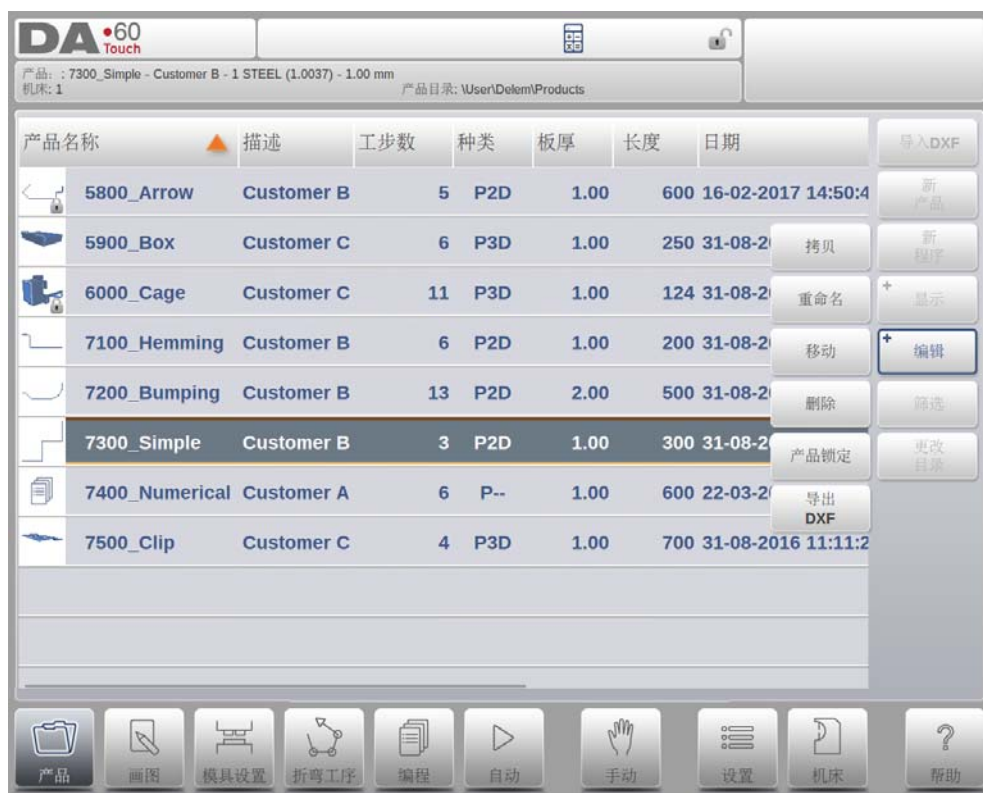 DA•60
Touch
产品: : 7300_Simple - Customer B - 1 STEEL (1.0037) - 1.00 mm
机床: 1 产品目录: \User\Delem\Products
产品名称 描述 工步数 种类 板厚 长度 日期
5800_Arrow Customer B 5 P2D 1.00 600 16-02-2017 14:50:4
5900_Box Customer C 6 P3D 1.00 250 31-08-2
6000_Cage Customer C 11 P3D 1.00 124 31-08-2
7100_Hemming Customer B 6 P2D 1.00 200 31-08-2
7200_Bumping Customer B 13 P2D 2.00 500 31-08-2
7300_Simple Customer B 3 P2D 1.00 300 31-08-20
7400_Numerical Customer A 6 P-- 1.00 600 22-03-20
7500_Clip Customer C 4 P3D 1.00 700 31-08-2016 11:11:2
拷贝
重命名
移动
删除
产品锁定
导出
DXF
导入DXF
新
产品
新
程序
+ 显示
+ 编辑
筛选
更改
目录
产品 画图 模具设置 折弯工序 编程 自动 手动 设置 机床 帮助